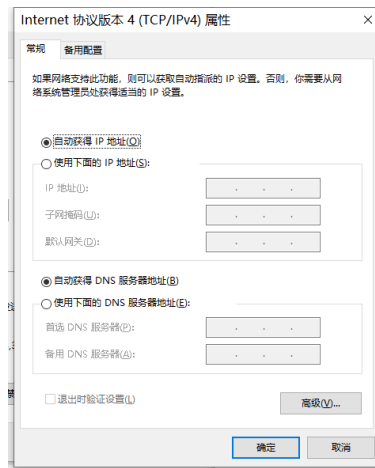 Internet 协议版本 4 (TCP/IPv4) 属性
常规
备用配置
如果网络支持此功能，则可以获取自动指派的 IP 设置。否则，你需要从网
络系统管理员处获得适当的 IP 设置。
自动获得 IP 地址(O)
使用下面的 IP 地址(S):
IP 地址(I):
子网掩码(U):
默认网关(D):
自动获得 DNS 服务器地址(B)
使用下面的 DNS 服务器地址(E):
首选 DNS 服务器(P):
备用 DNS 服务器(A):
退出时验证设置(L)
高级(V)...
确定
取消